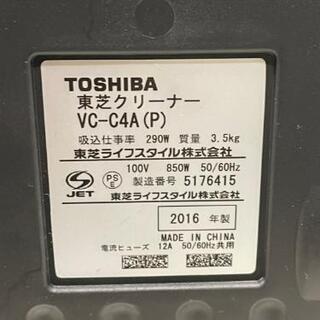 TOSHIBA
東芝クリーナー
VC-C4A(P)
吸込仕事率 290W 質量 3.5kg
東芝ライフスタイル株式会社
100V 850W 50/60Hz
製造番号 5176415
東芝ライフスタイル株式会社
S JET
PS E
2016 年製
MADE IN CHINA
電流ヒューズ 12A 50/60Hz共用